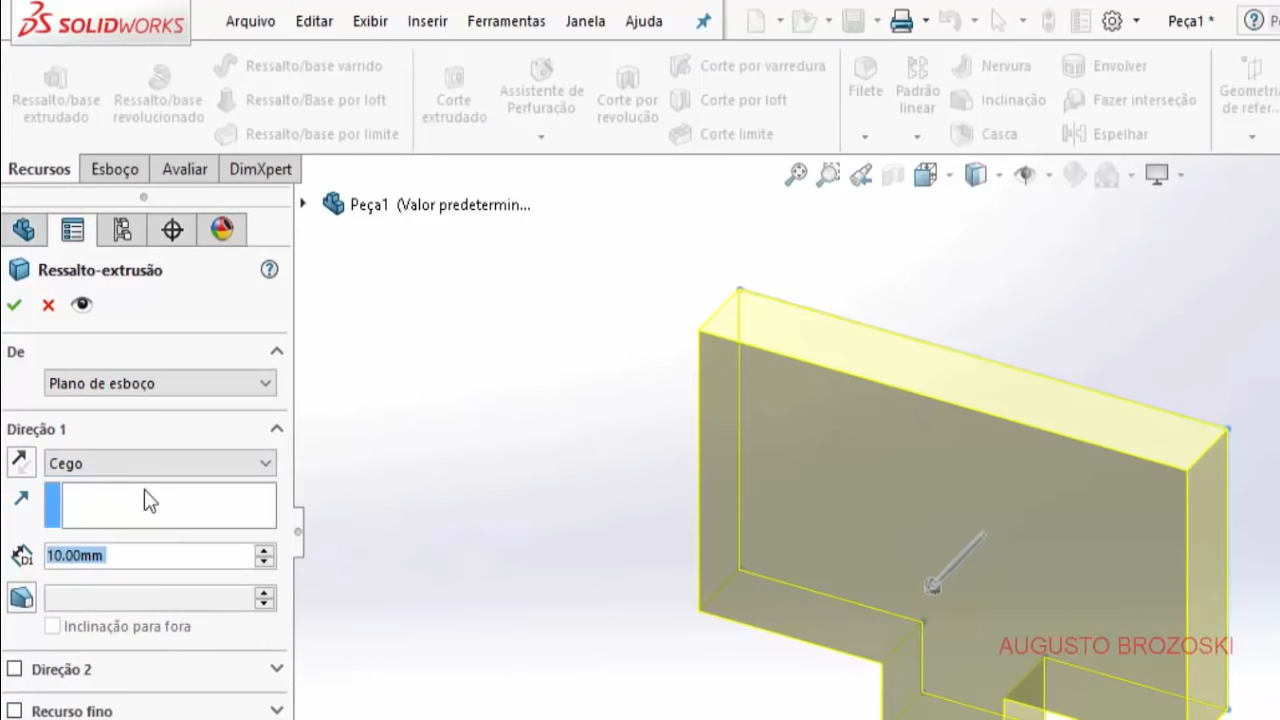 SOLIDWORKS
Arquivo Editar Exibir Inserir Ferramentas Janela Ajuda
Peça1 *
Ressalto/base extrudado
Ressalto/base revolucionado
Ressalto/base varrido
Ressalto/Base por loft
Ressalto/base por limite
Corte extrudado
Assistente de Perfuração
Corte por revolução
Corte por varredura
Corte por loft
Corte limite
Filete
Padrão linear
Nervura
Inclinação
Casca
Envolver
Fazer interseção
Espelhar
Geometria de refer...
Recursos Esboço Avaliar DimXpert
Peça1 (Valor predetermin...
Ressalto-extrusão
De
Plano de esboço
Direção 1
Cego
D1
10.00mm
Inclinação para fora
Direção 2
Recurso fino
AUGUSTO BROZOSKI